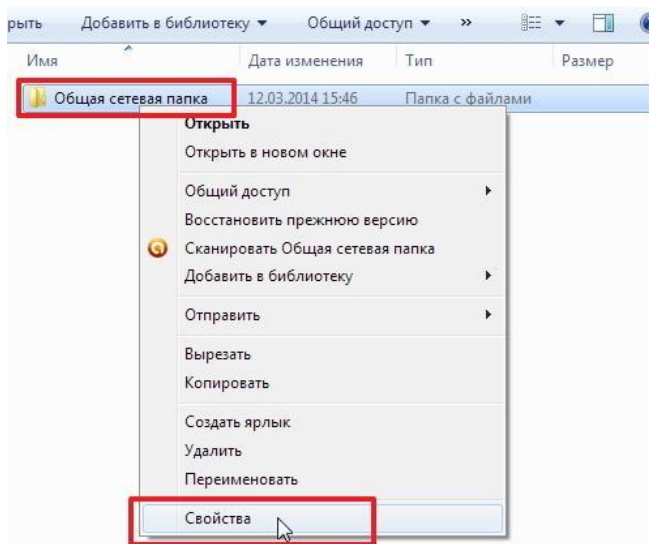 рыть Добавить в библиотеку Общий доступ »
Имя Дата изменения Тип Размер
Общая сетевая папка 12.03.2014 15:46 Папка с файлами
Открыть
Открыть в новом окне
Общий доступ
Восстановить прежнюю версию
Сканировать Общая сетевая папка
Добавить в библиотеку
Отправить
Вырезать
Копировать
Создать ярлык
Удалить
Переименовать
Свойства